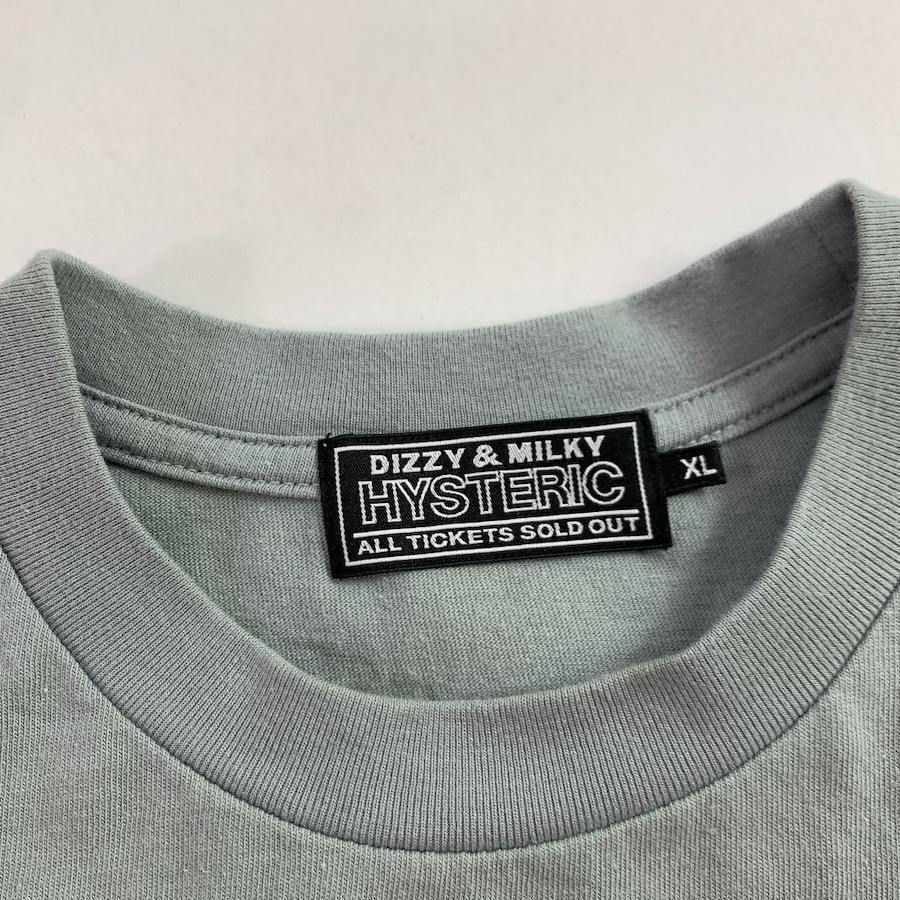 DIZZY & MILKY
HYSTERIC
ALL TICKETS SOLD OUT
XL